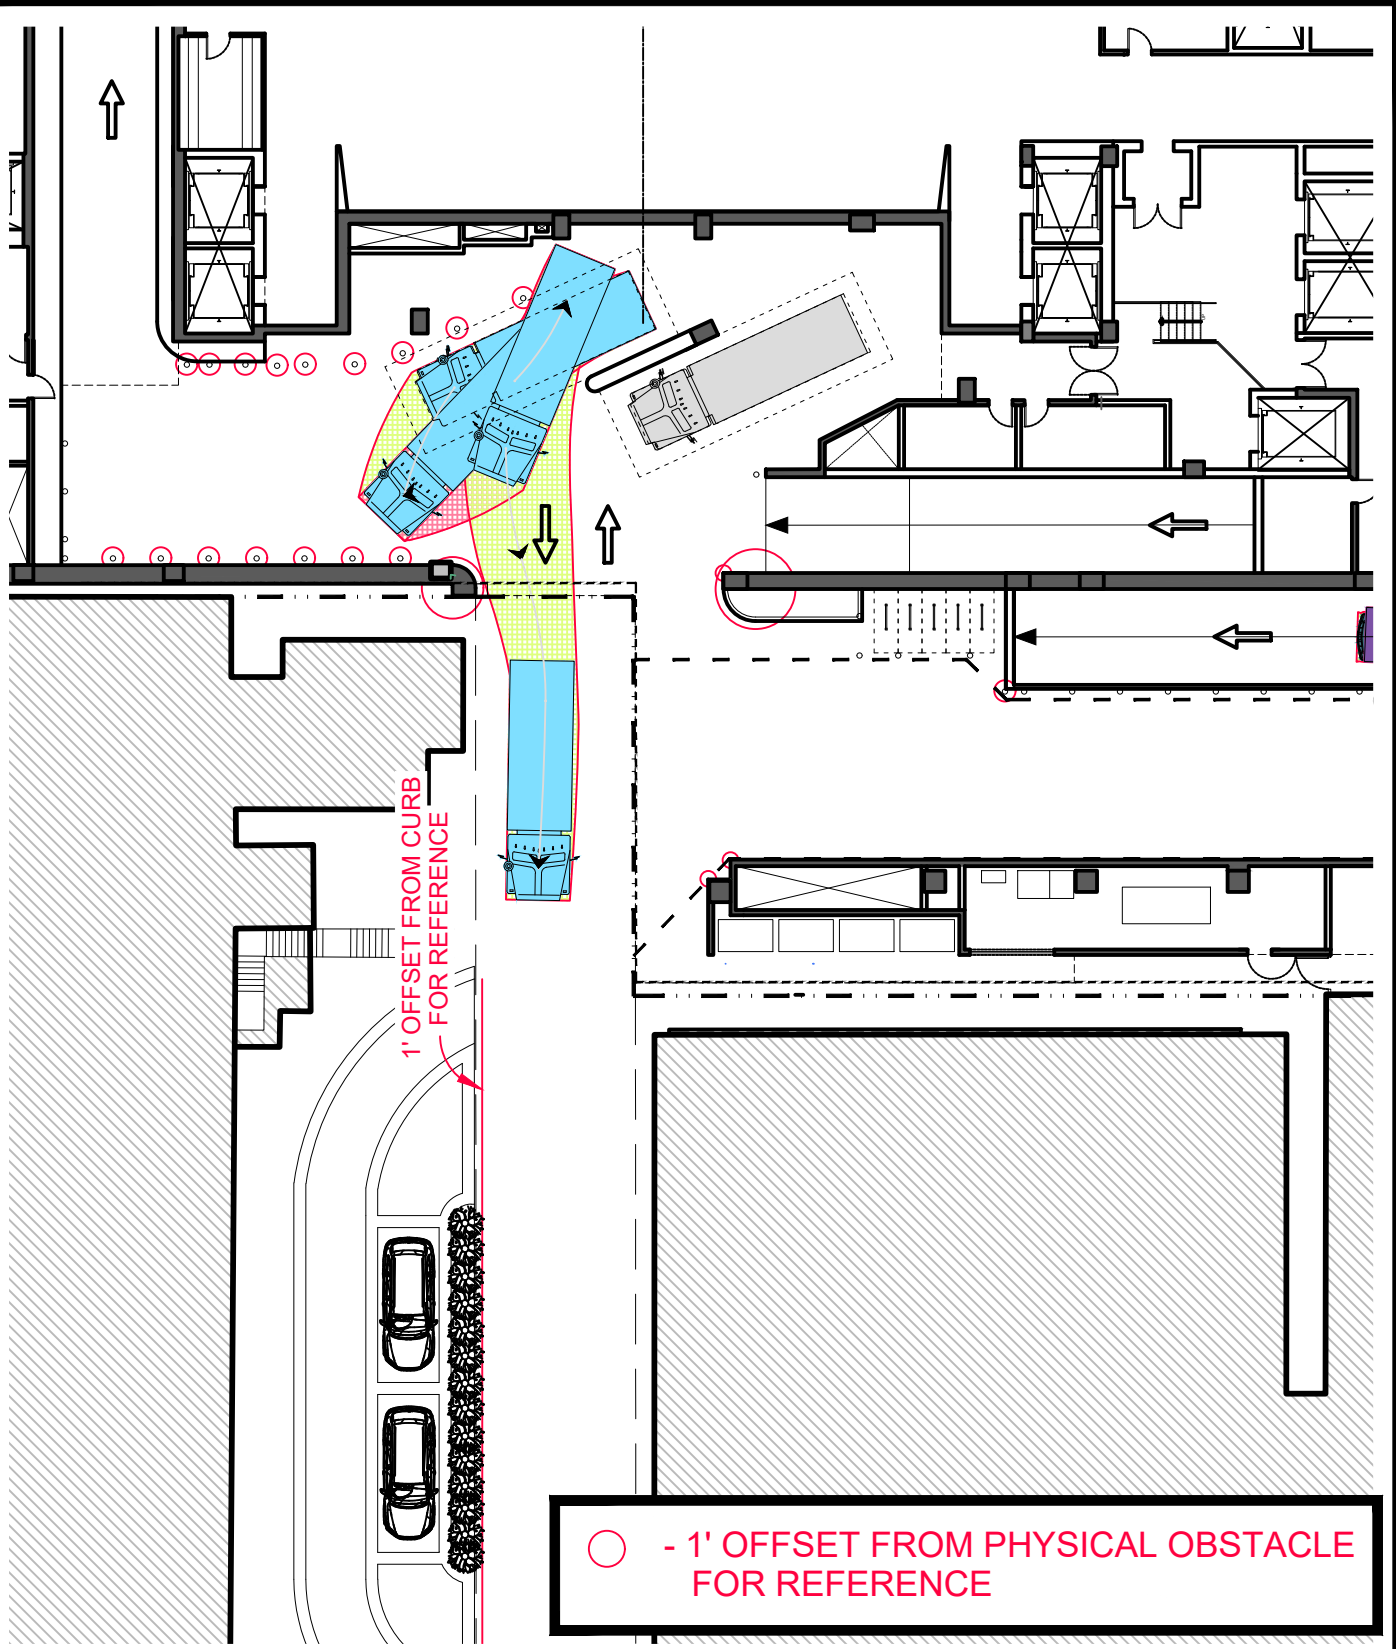 1' OFFSET FROM CURB
FOR REFERENCE
- 1' OFFSET FROM PHYSICAL OBSTACLE
FOR REFERENCE